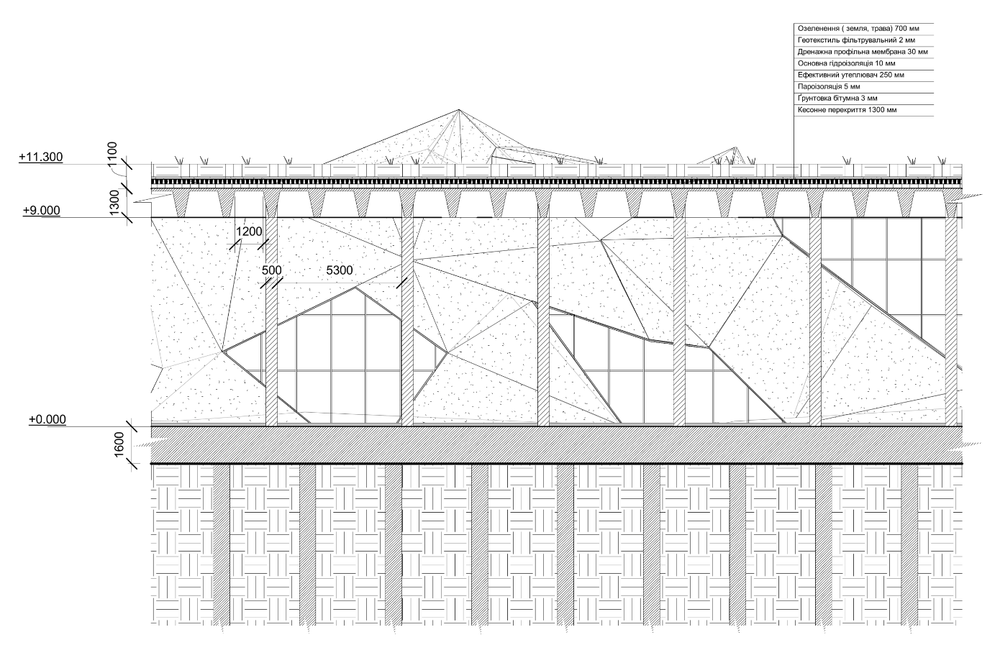 Озеленення ( земля, трава) 700 мм
Геотекстиль фільтрувальний 2 мм
Дренажна профільна мембрана 30 мм
Основна гідроізоляція 10 мм
Ефективний утеплювач 250 мм
Пароізоляція 5 мм
Ґрунтовка бітумна 3 мм
Кесонне перекриття 1300 мм
+11.300
1100
1300
+9.000
1200
500
5300
+0.000
1600